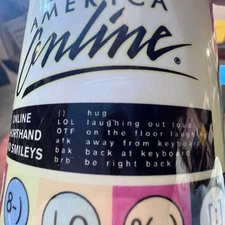 AMERICA
Online®
ONLINE
SHORTHAND
SMILEYS
{} hug
LOL laughing out loud
OTF on the floor laughing
afk away from keyboard
bak back at keyboard
brb be right back
8-)